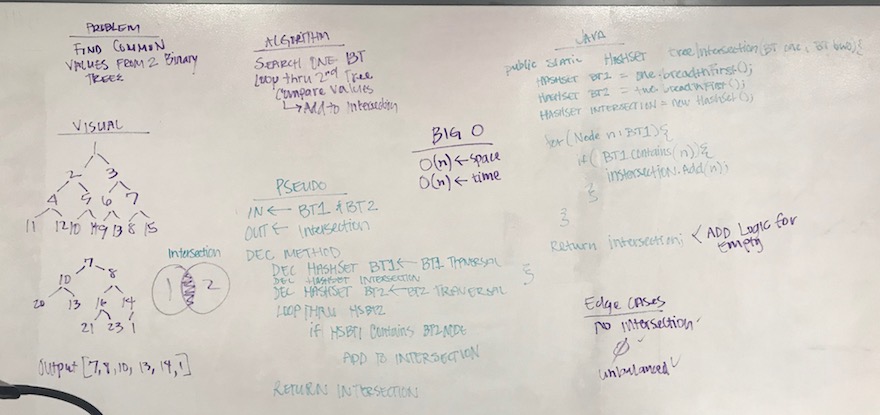 PROBLEM
FIND COMMON
VALUES FROM 2 Binary
TREES
VISUAL
1
2 3
4 5 6 7
11 12 10 14 9 13 8 15
7
10 8
20 13 16 14
21 23 1
Intersection
1 2
Output [7,8,10,13,14,1]
ALGORITHM
SEARCH ONE BT
Loop thru 2nd Tree
Compare values
↳ Add to Intersection
BIG O
O(n) ← space
O(n) ← time
PSEUDO
IN ← BT1 & BT2
OUT ← Intersection
DEC METHOD
DEC HASHSET BT1 ← BT1 TRAVERSAL
DEC HASHSET INTERSECTION
DEC HASHSET BT2 ← BT2 TRAVERSAL
LOOP THRU HSBT2
if HSBT1 Contains BT2NODE
ADD TO INTERSECTION
RETURN INTERSECTION
JAVA
public static HASHSET treeIntersection(BT one, BT two){
HASHSET BT1 = one.breadthFirst();
HASHSET BT2 = two.breadthFirst();
HASHSET INTERSECTION = new HashSet();
for (Node n : BT1){
if (BT1.contains(n)){
instersection.Add(n);
}
}
Return intersection; < ADD Logic for
Empty
}
Edge CASES
No Intersection ✓
∅ ✓
unbalanced ✓